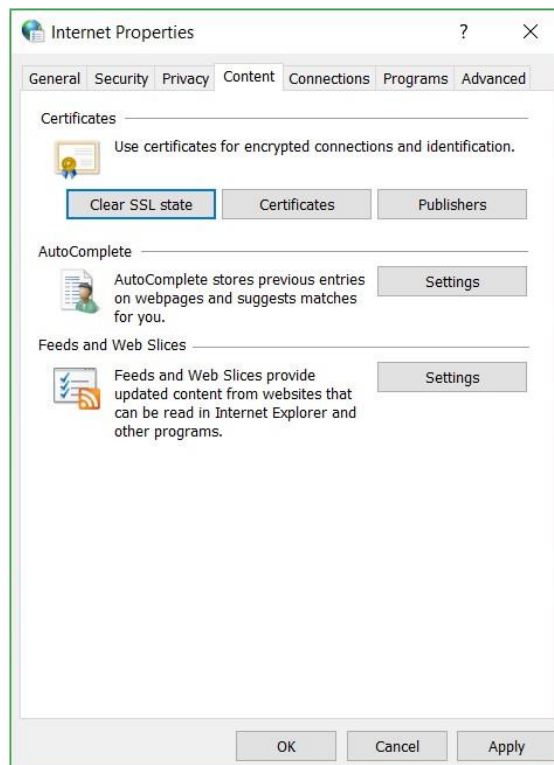 Internet Properties
?
General Security Privacy Content Connections Programs Advanced
Certificates
Use certificates for encrypted connections and identification.
Clear SSL state Certificates Publishers
AutoComplete
AutoComplete stores previous entries
on webpages and suggests matches
for you.
Settings
Feeds and Web Slices
Feeds and Web Slices provide
updated content from websites that
can be read in Internet Explorer and
other programs.
Settings
OK Cancel Apply